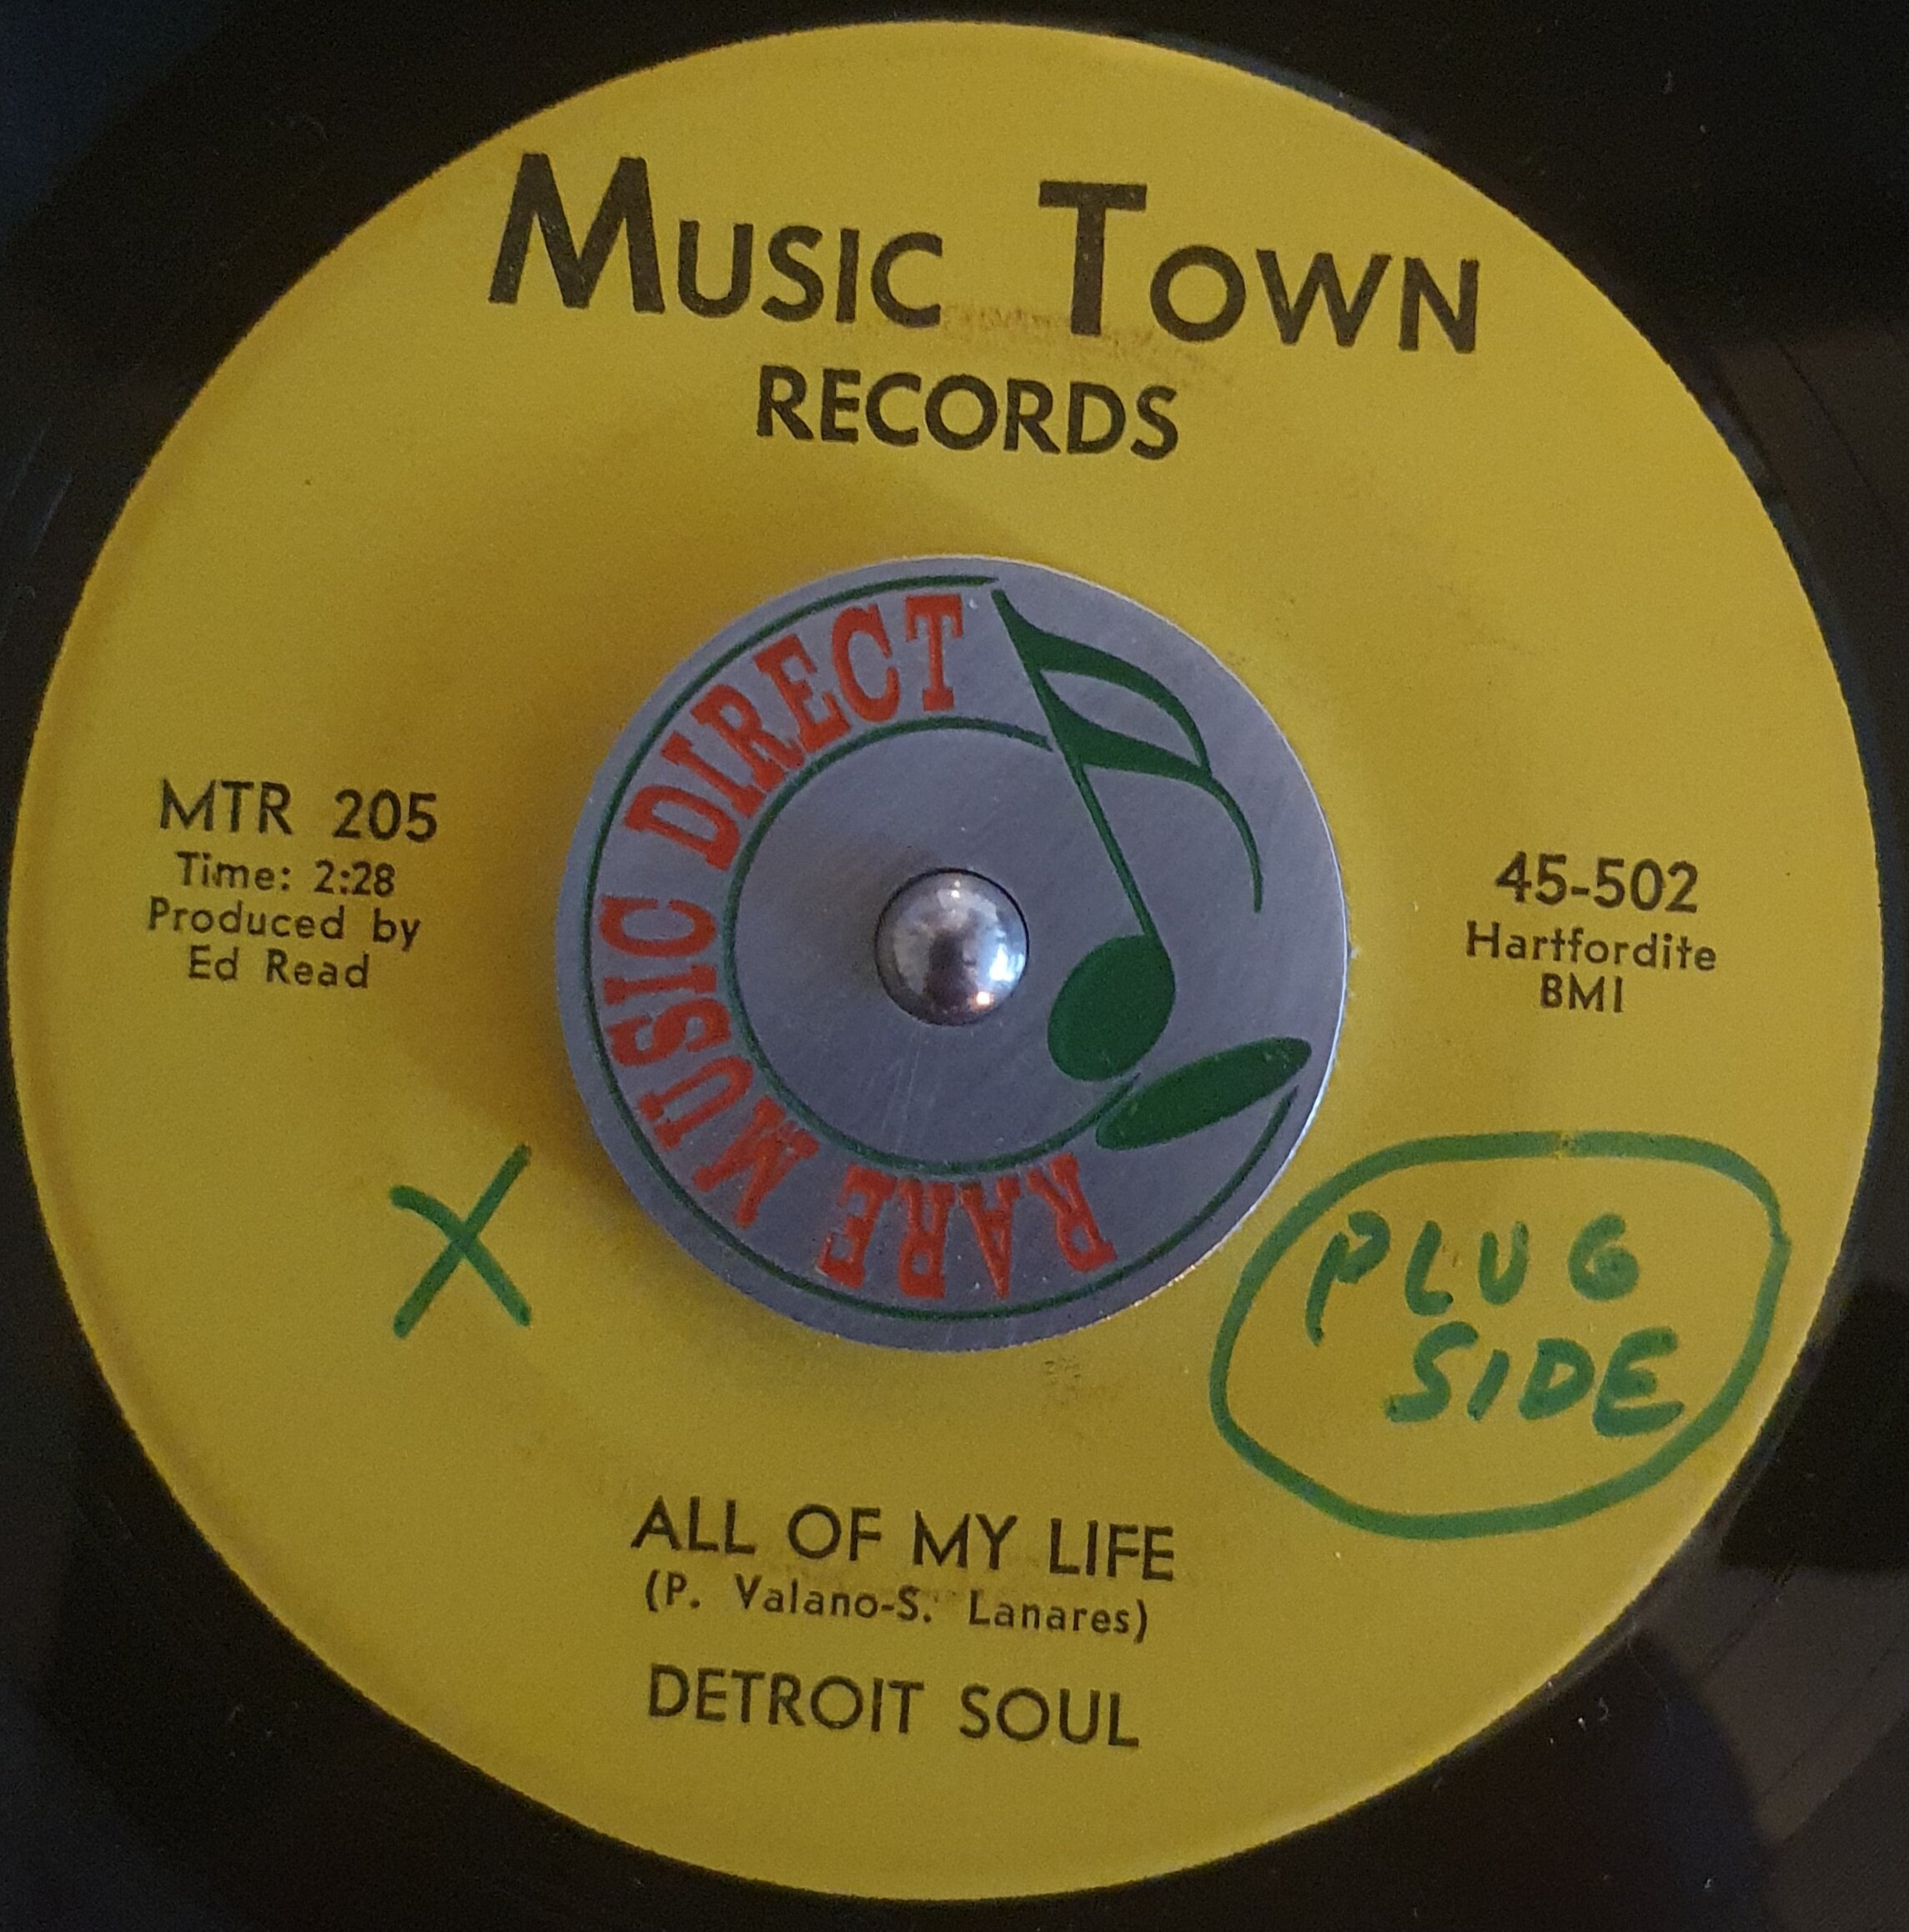 MUSIC TOWN
RECORDS
RARE MUSIC DIRECT
MTR 205
Time: 2:28
Produced by
Ed Read
45-502
Hartfordite
BMI
X
PLUG
SIDE
ALL OF MY LIFE
(P. Valano-S. Lanares)
DETROIT SOUL